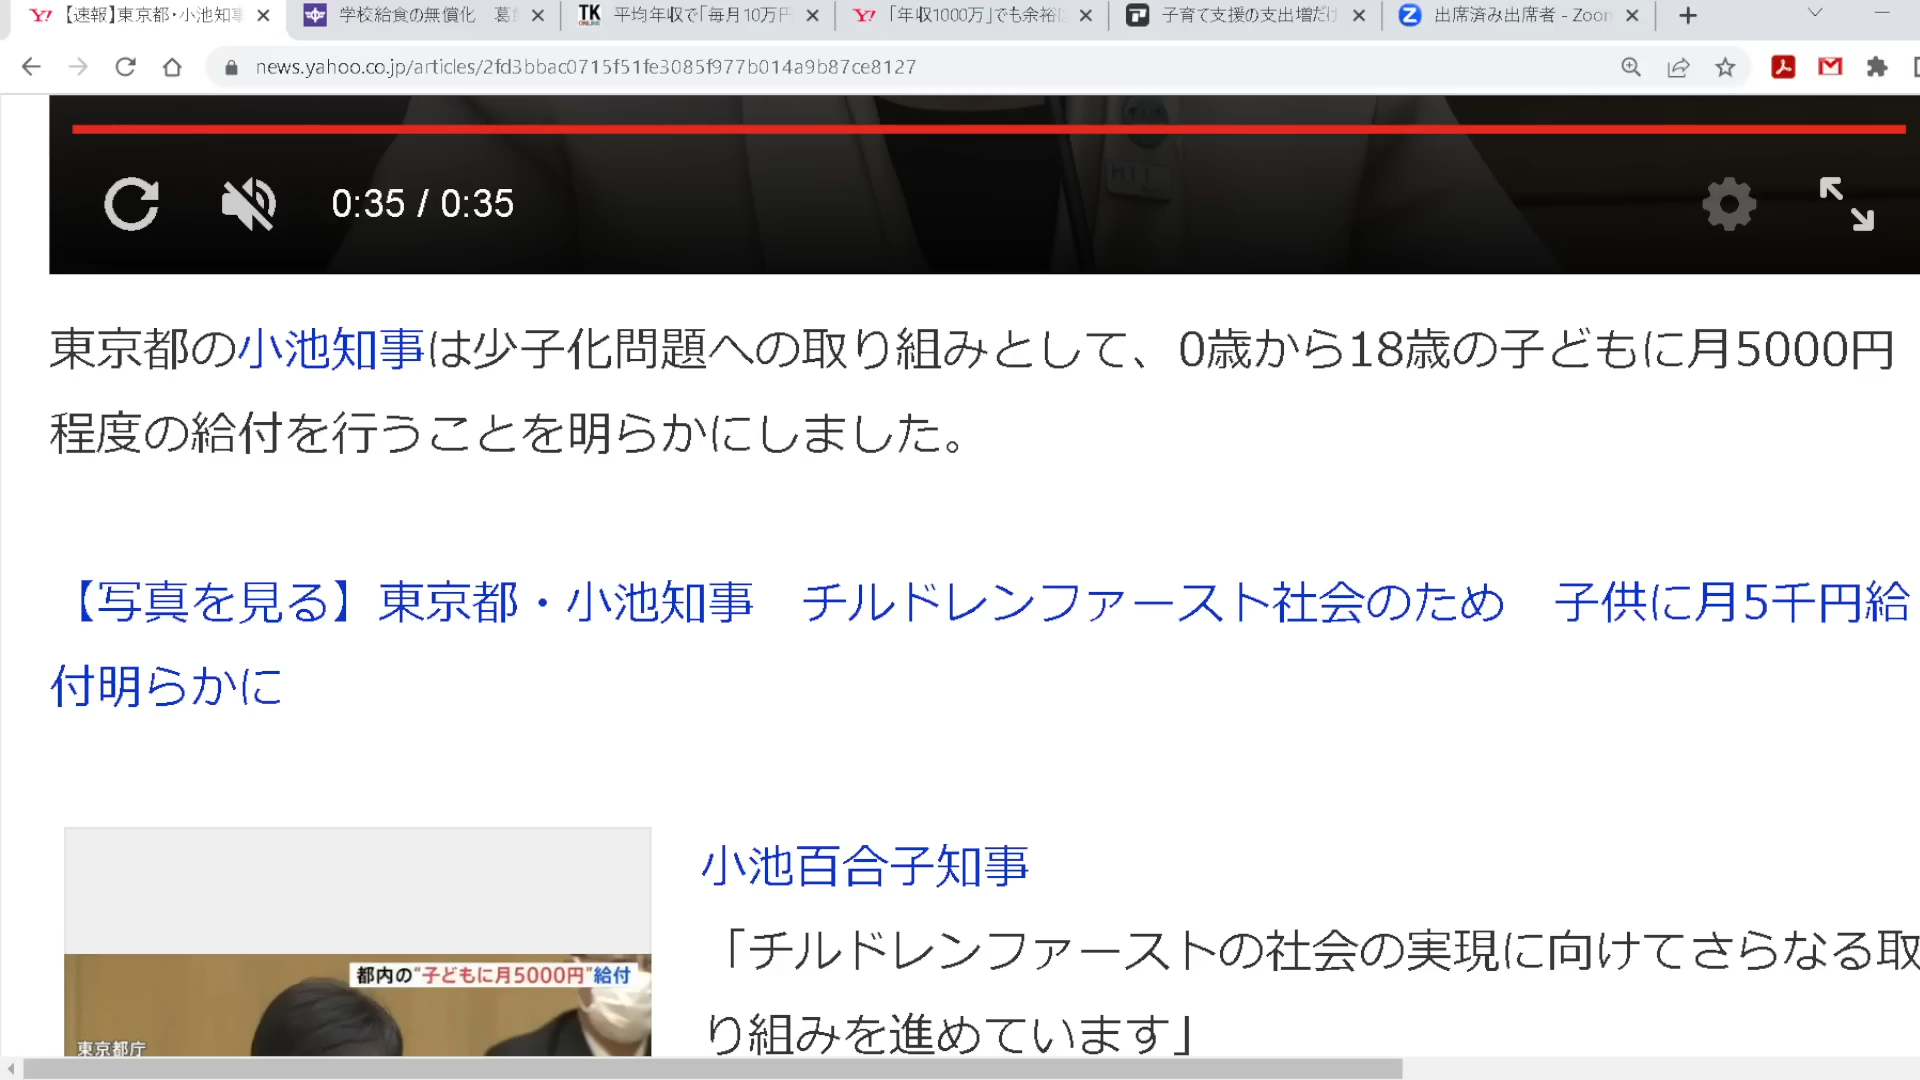 【速報】東京都・小池知事
学校給食の無償化　葛
TK
ONLINE
平均年収で「毎月10万円
「年収1000万」でも余裕
子育て支援の支出増だけ
出席済み出席者 - Zoom
news.yahoo.co.jp/articles/2fd3bbac0715f51fe3085f977b014a9b87ce8127
0:35 / 0:35
東京都の小池知事は少子化問題への取り組みとして、0歳から18歳の子どもに月5000円
程度の給付を行うことを明らかにしました。
【写真を見る】東京都・小池知事　チルドレンファースト社会のため　子供に月5千円給
付明らかに
都内の“子どもに月5000円”給付
東京都庁
小池百合子知事
「チルドレンファーストの社会の実現に向けてさらなる取
り組みを進めています」